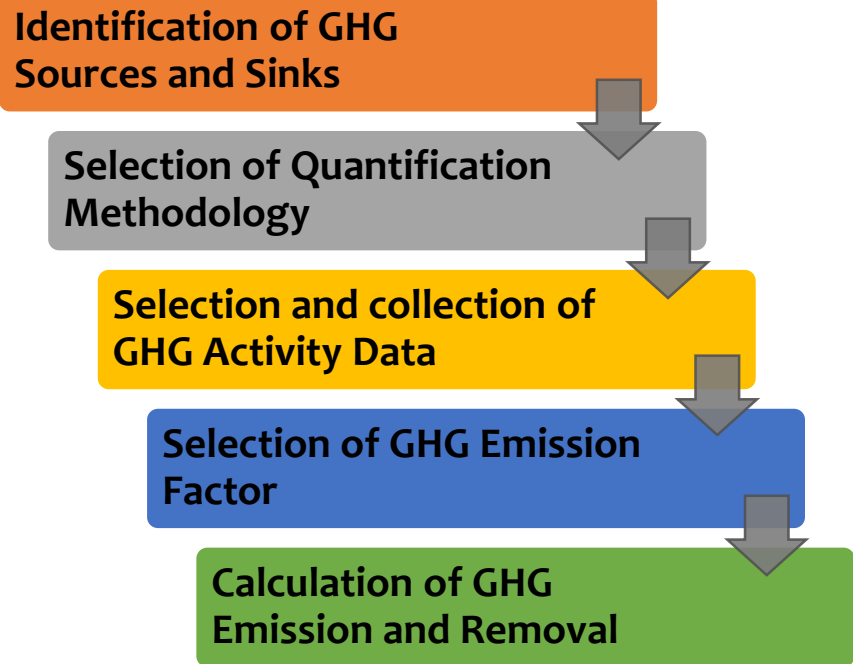 Identification of GHG
Sources and Sinks
Selection of Quantification
Methodology
Selection and collection of
GHG Activity Data
Selection of GHG Emission
Factor
Calculation of GHG
Emission and Removal